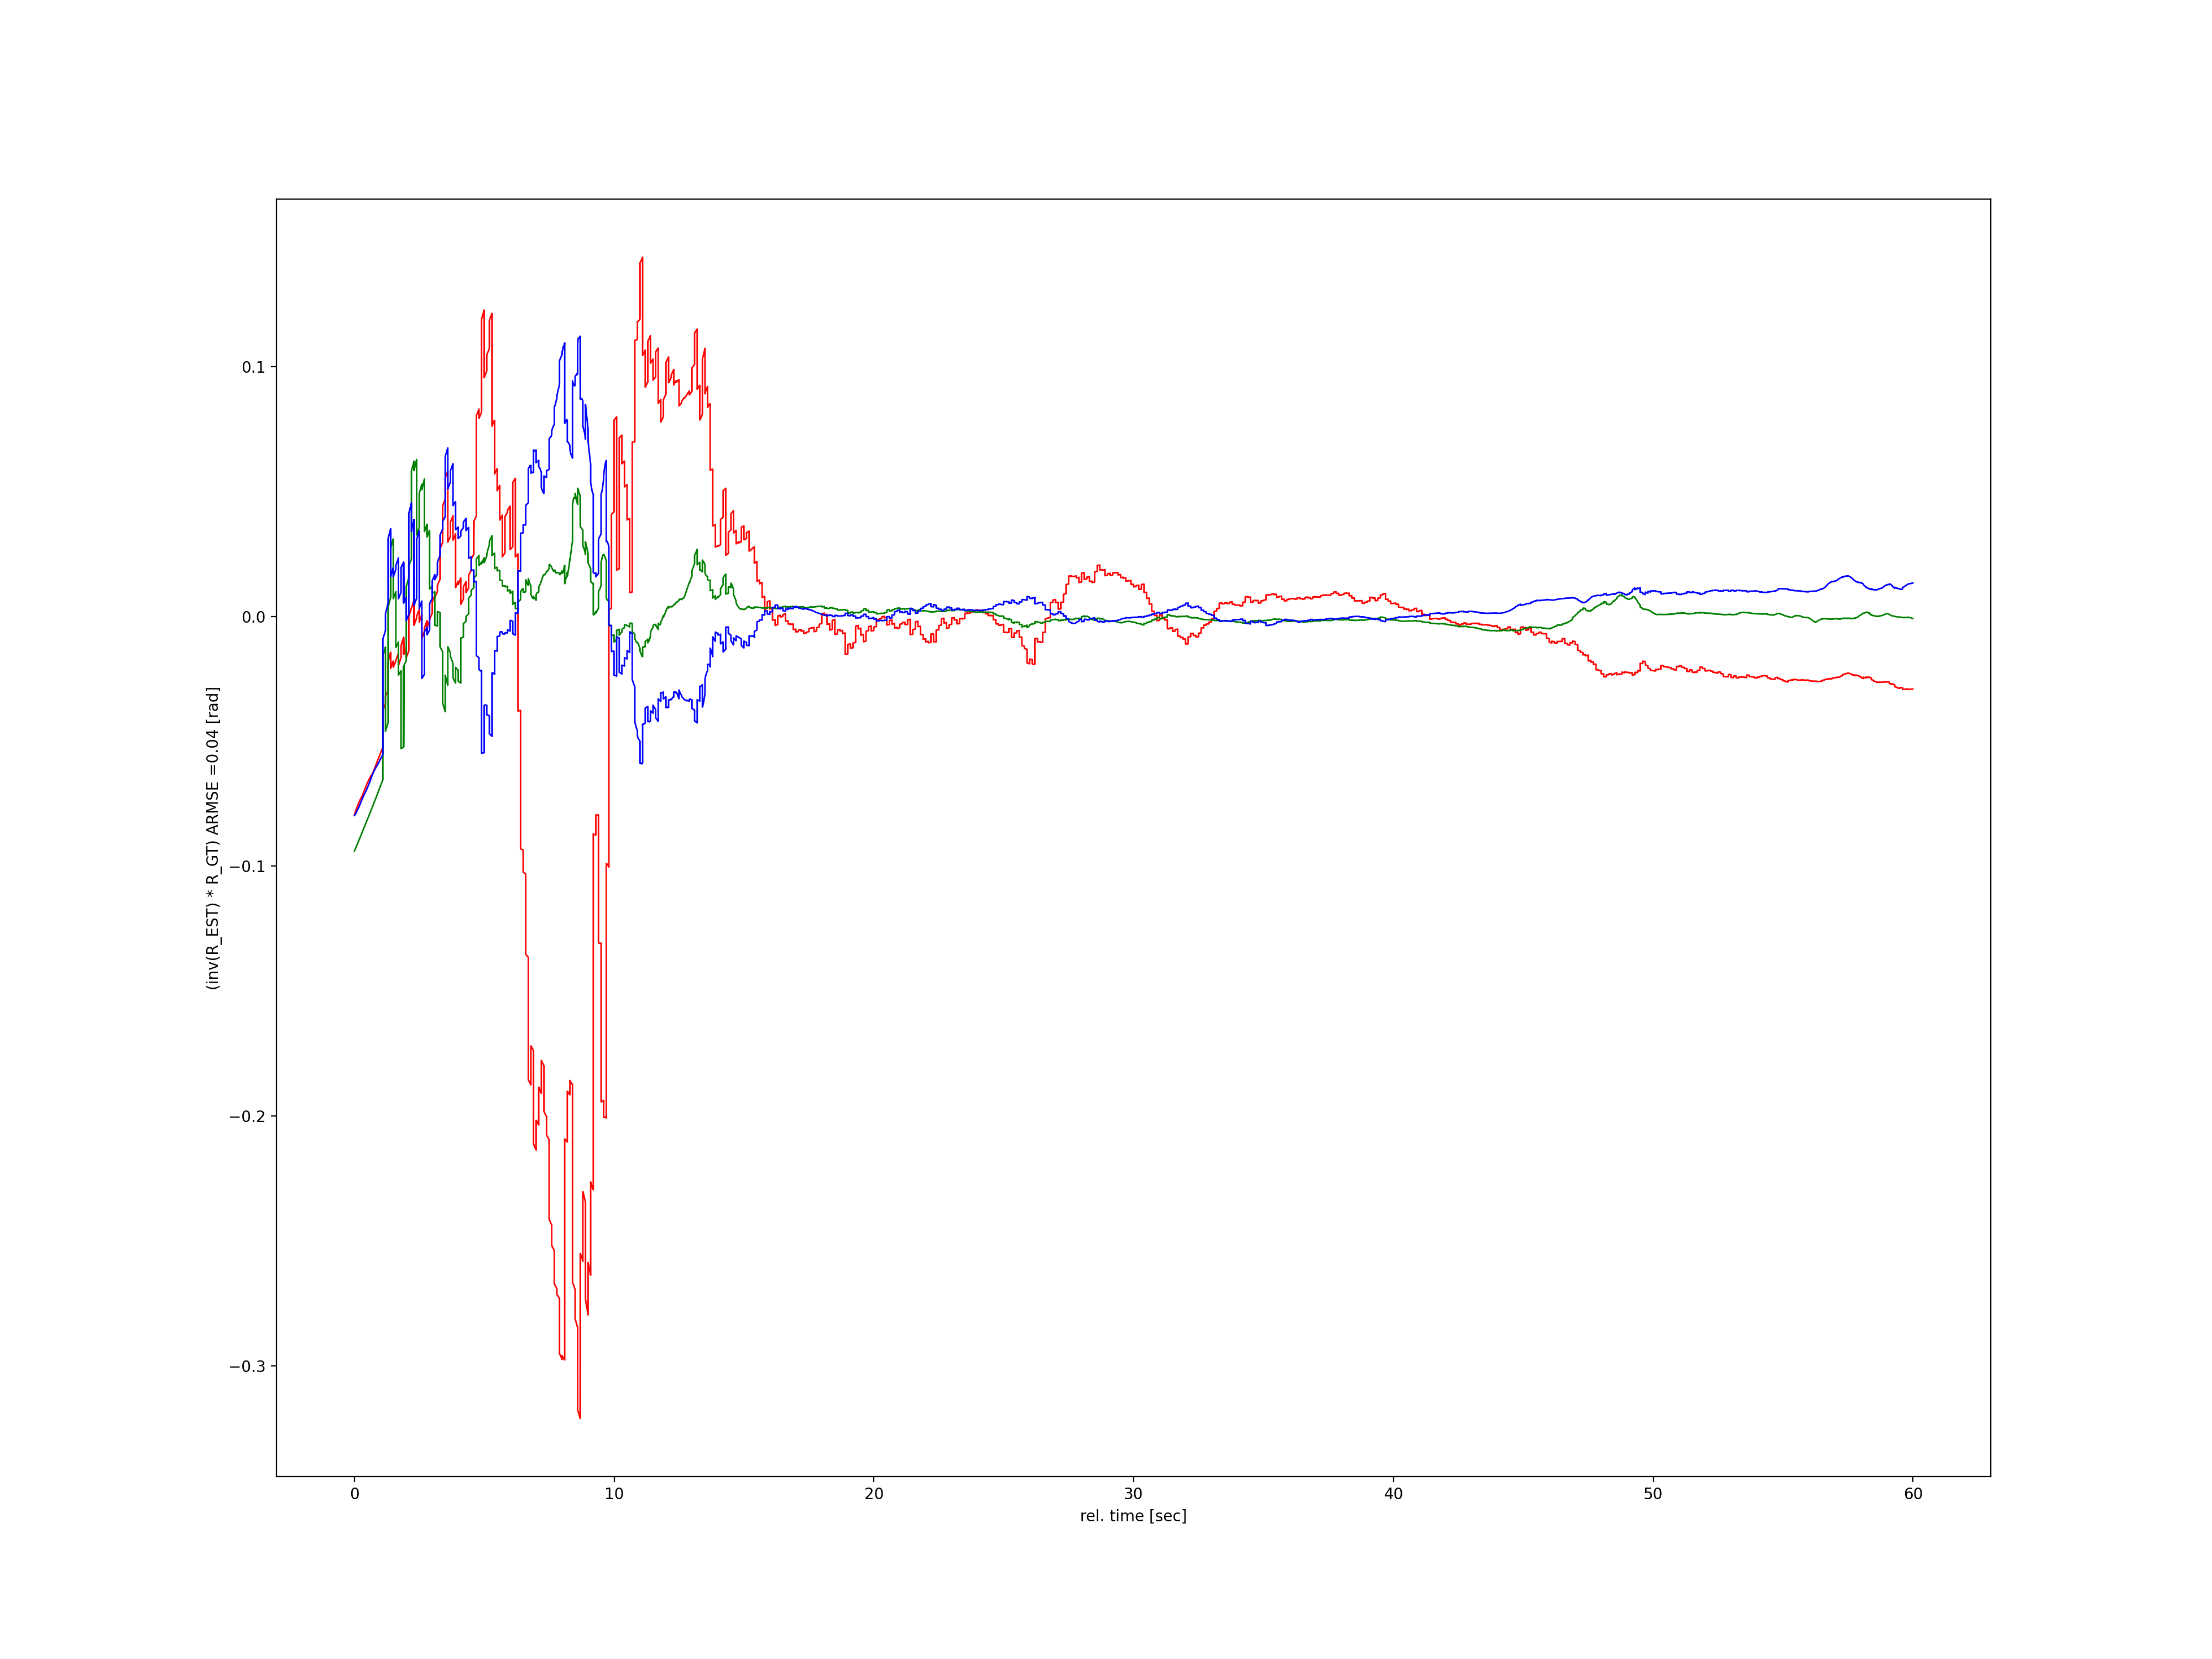 0.1
0.0
−0.1
−0.2
−0.3
(inv(R_EST) * R_GT) ARMSE =0.04 [rad]
0 10 20 30 40 50 60
rel. time [sec]